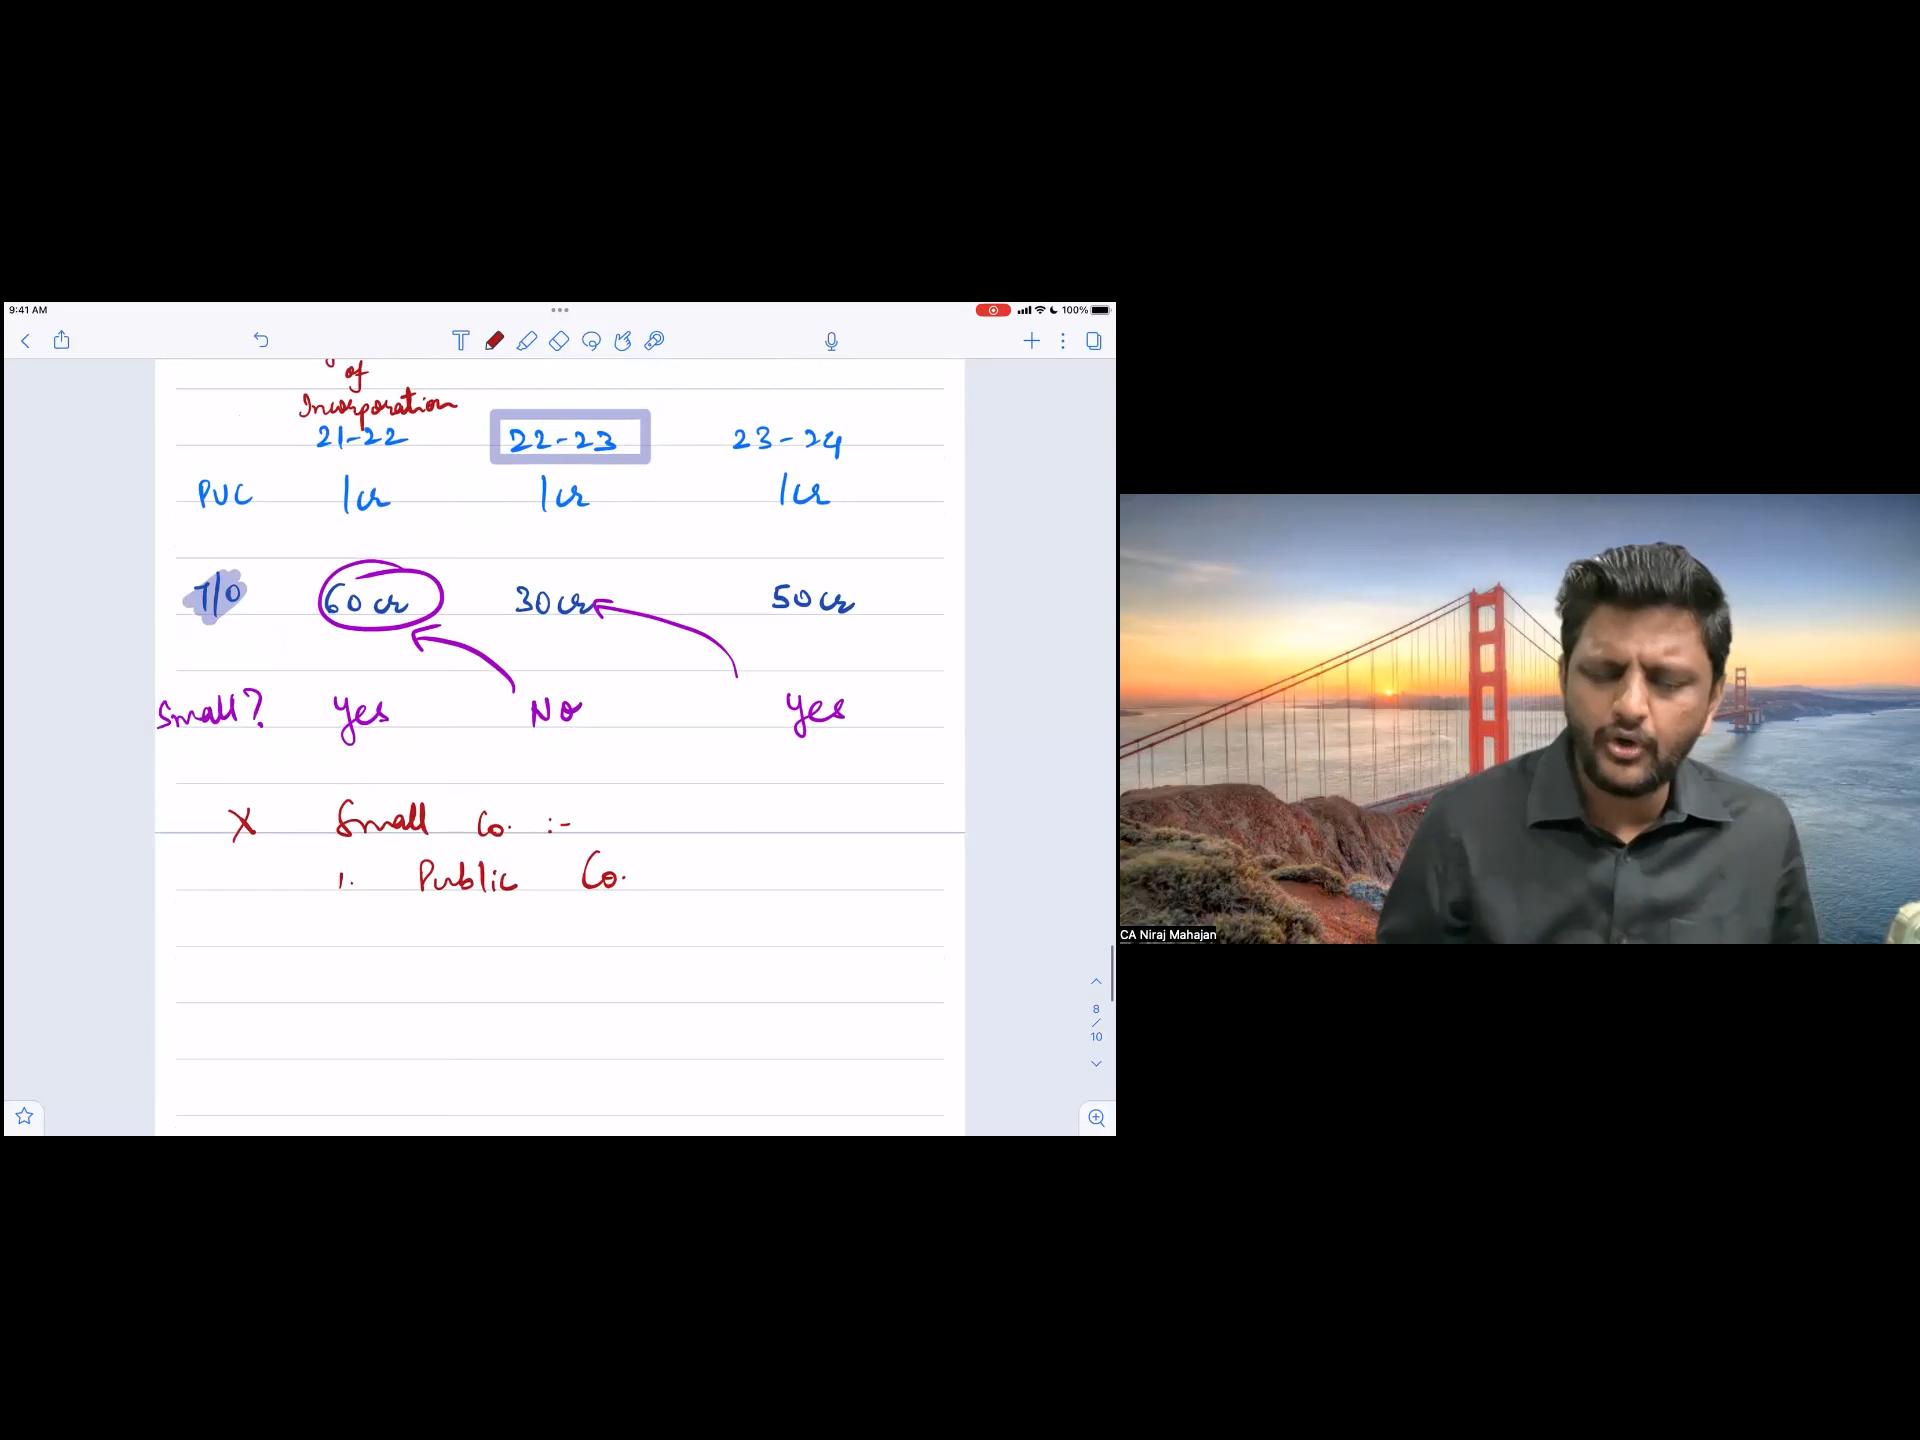 9:41 AM
100%
of
Incorporation
21-22 22-23 23-24
PUC 1cr 1cr 1cr
T/O 60cr 30cr 50cr
Small? Yes No Yes
X Small Co. :-
1. Public Co.
CA Niraj Mahajan
8
/
10